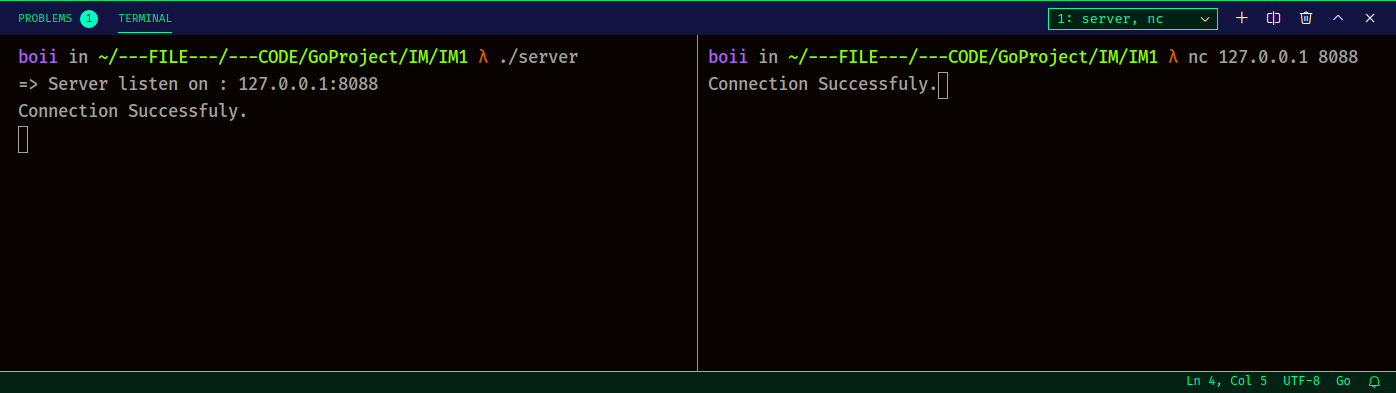 PROBLEMS 1 TERMINAL 1: server, nc
boii in ~/---FILE---/---CODE/GoProject/IM/IM1 λ ./server
=> Server listen on : 127.0.0.1:8088
Connection Successfuly.
boii in ~/---FILE---/---CODE/GoProject/IM/IM1 λ nc 127.0.0.1 8088
Connection Successfuly.
Ln 4, Col 5 UTF-8 Go